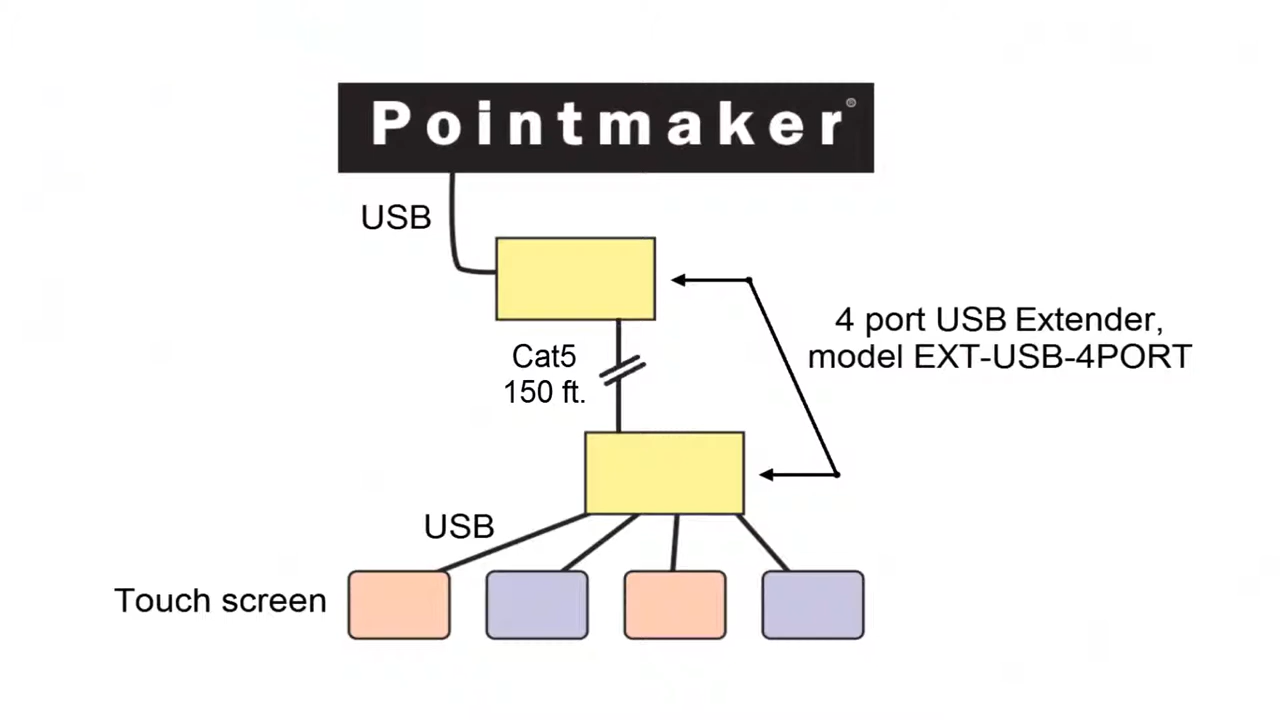 Pointmaker®
USB
4 port USB Extender,
model EXT-USB-4PORT
Cat5
150 ft.
USB
Touch screen